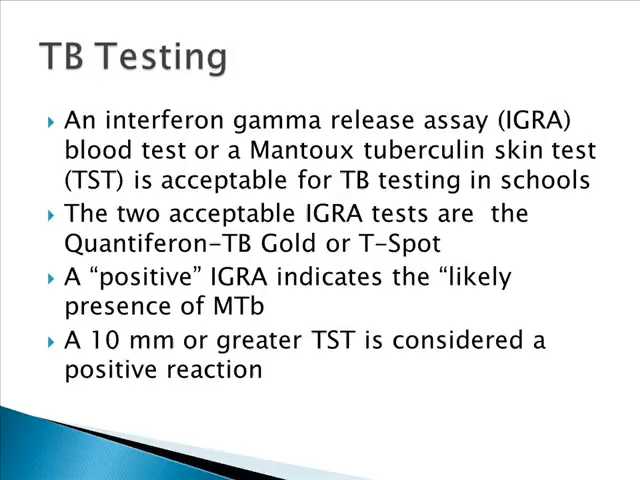 TB Testing
An interferon gamma release assay (IGRA)
blood test or a Mantoux tuberculin skin test
(TST) is acceptable for TB testing in schools
The two acceptable IGRA tests are  the
Quantiferon-TB Gold or T-Spot
A “positive” IGRA indicates the “likely
presence of MTb
A 10 mm or greater TST is considered a
positive reaction